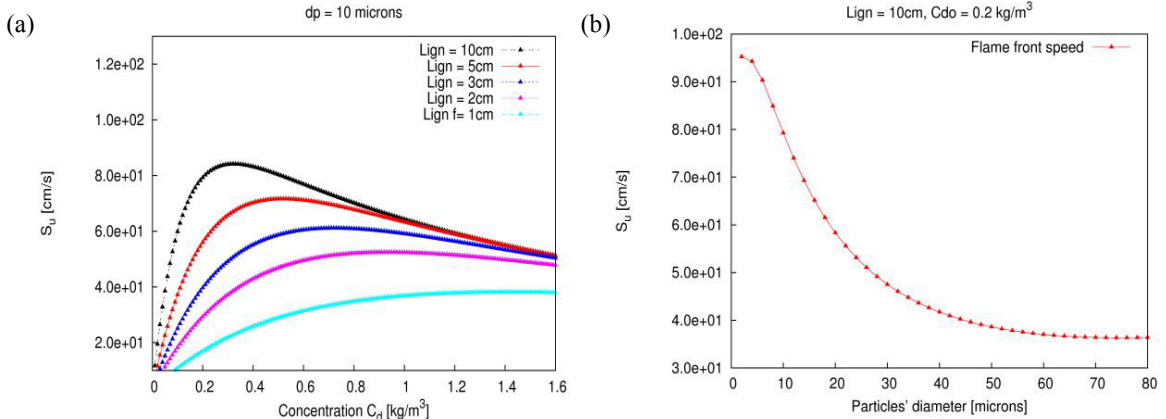 (a)
dp = 10 microns
Lign = 10cm
Lign = 5cm
Lign = 3cm
Lign = 2cm
Lign f= 1cm
1.2e+02
1.0e+02
8.0e+01
6.0e+01
4.0e+01
2.0e+01
S_u [cm/s]
0 0.2 0.4 0.6 0.8 1 1.2 1.4 1.6
Concentration C_d [kg/m³]
(b)
Lign = 10cm, Cdo = 0.2 kg/m³
Flame front speed
1.0e+02
9.0e+01
8.0e+01
7.0e+01
6.0e+01
5.0e+01
4.0e+01
3.0e+01
S_u [cm/s]
0 10 20 30 40 50 60 70 80
Particles' diameter [microns]